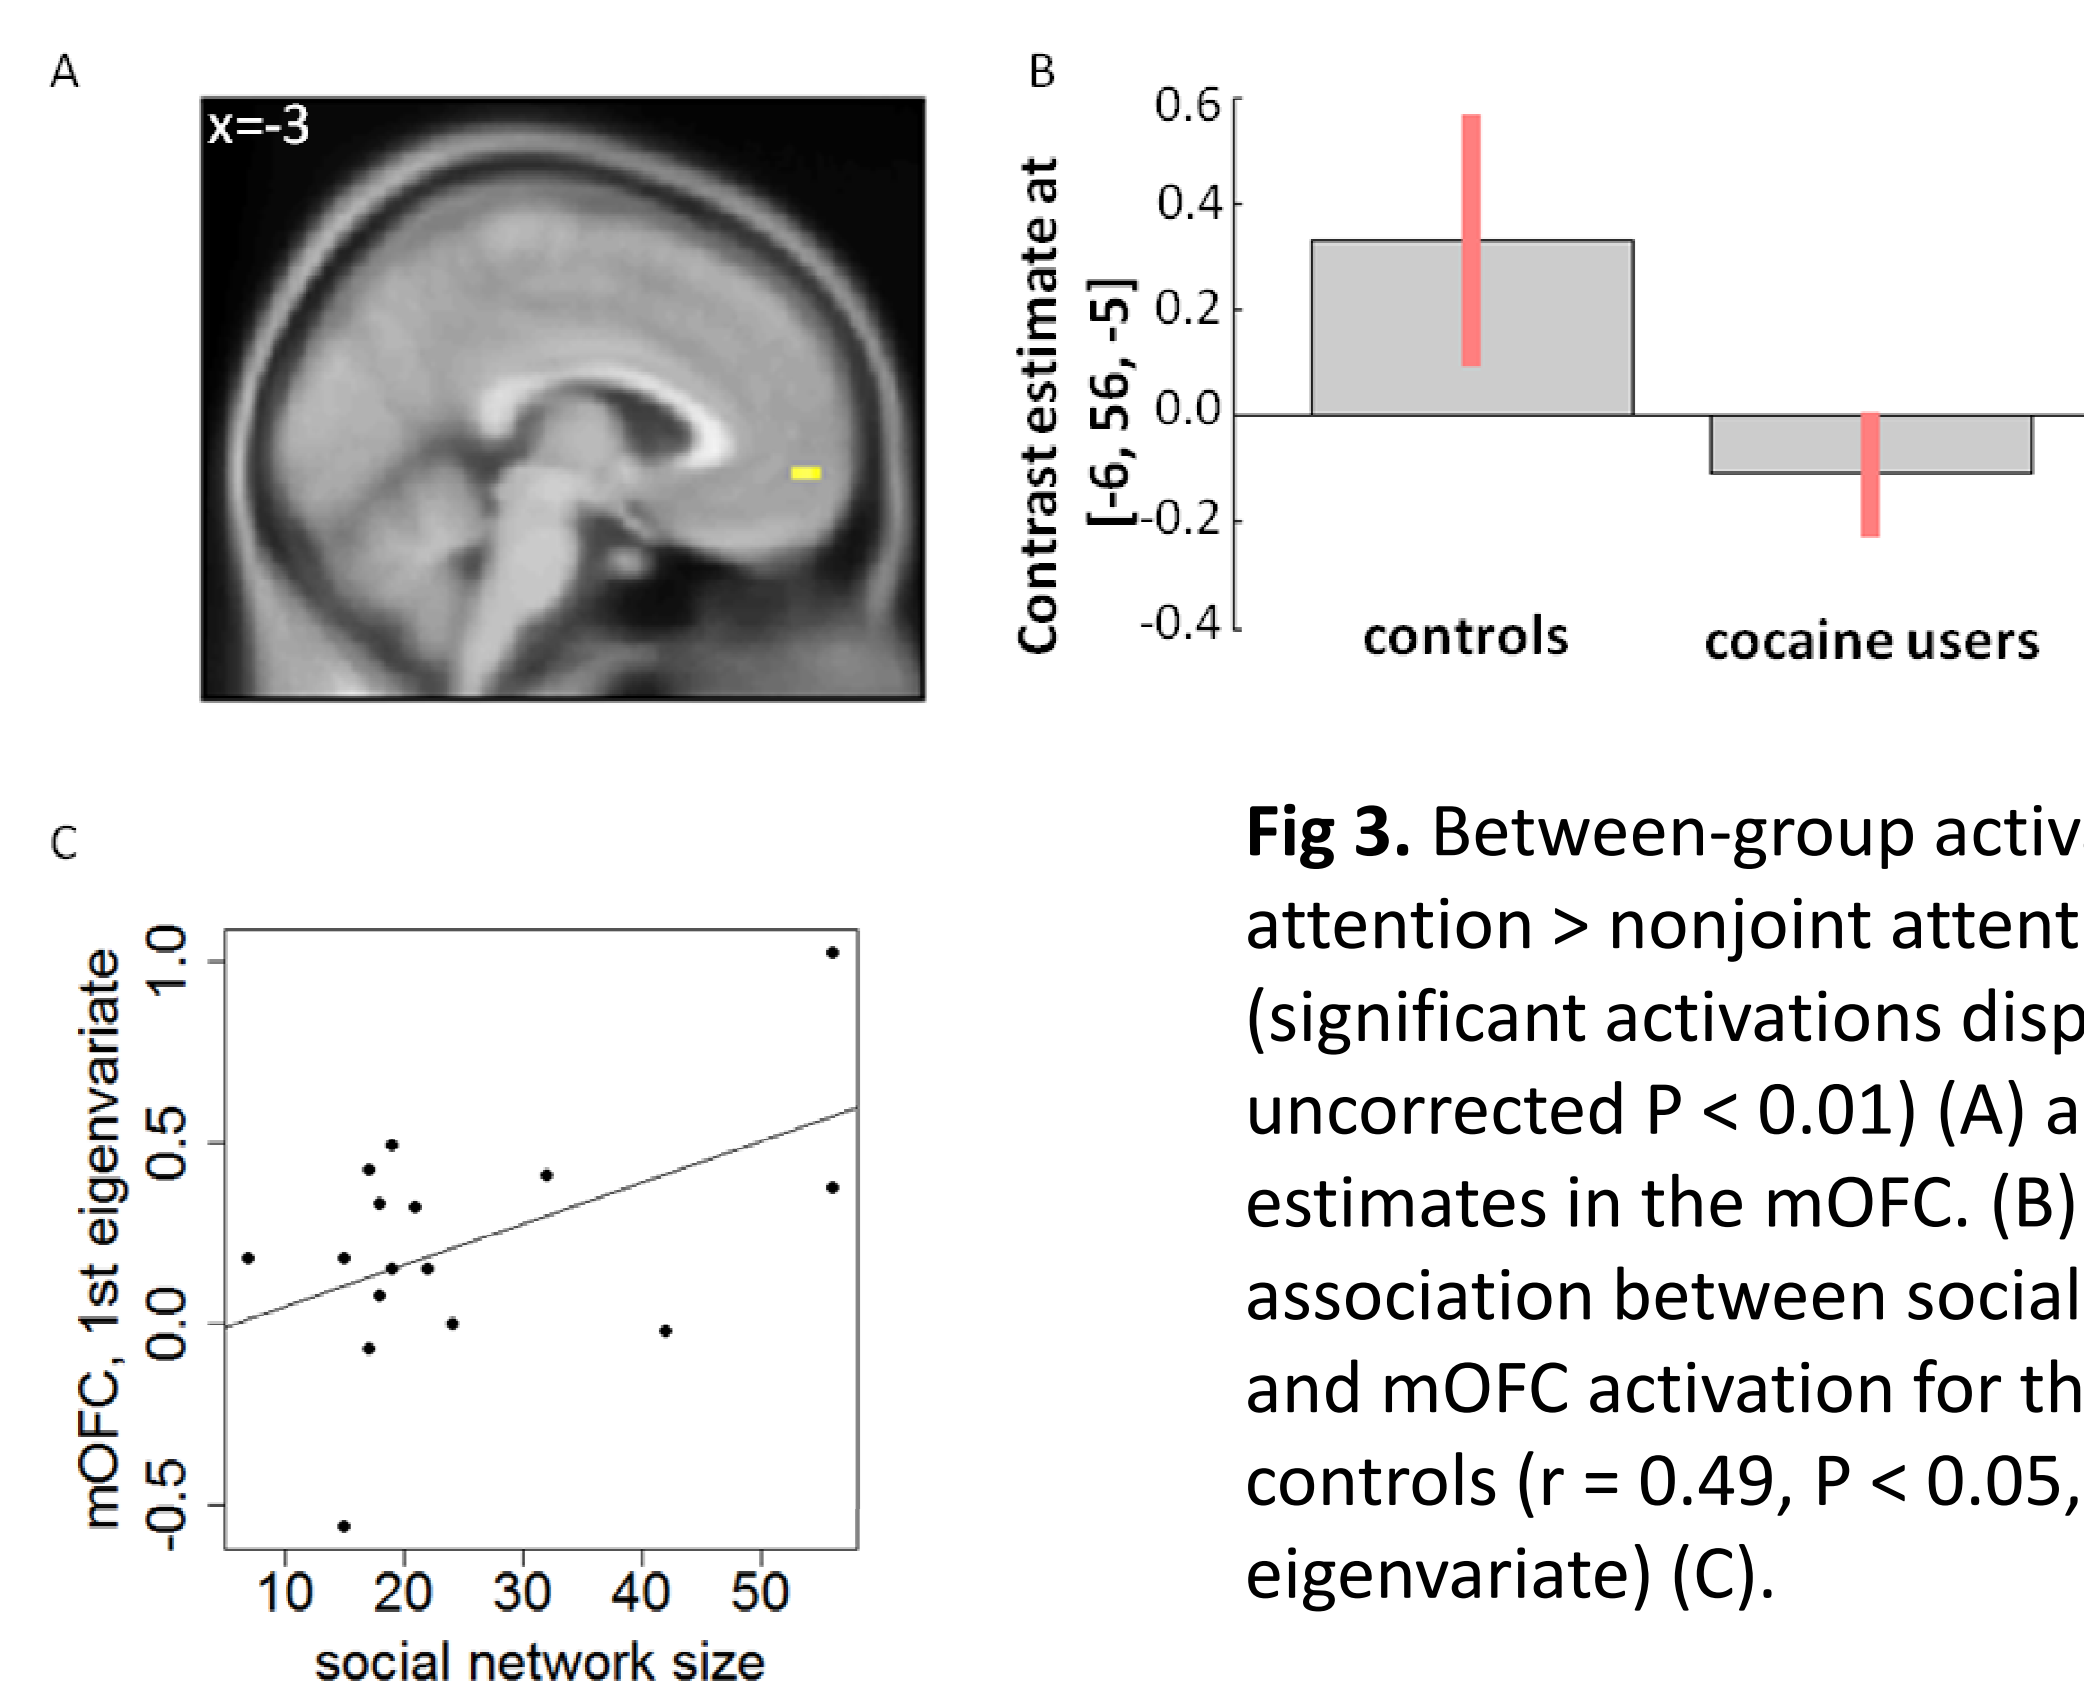 A
x=-3
B
Contrast estimate at
[-6, 56, -5]
0.6
0.4
0.2
0.0
-0.2
-0.4
controls
cocaine users
C
mOFC, 1st eigenvariate
1.0
0.5
0.0
-0.5
10 20 30 40 50
social network size
Fig 3. Between-group activ
attention > nonjoint attent
(significant activations disp
uncorrected P < 0.01) (A) a
estimates in the mOFC. (B)
association between social
and mOFC activation for th
controls (r = 0.49, P < 0.05,
eigenvariate) (C).